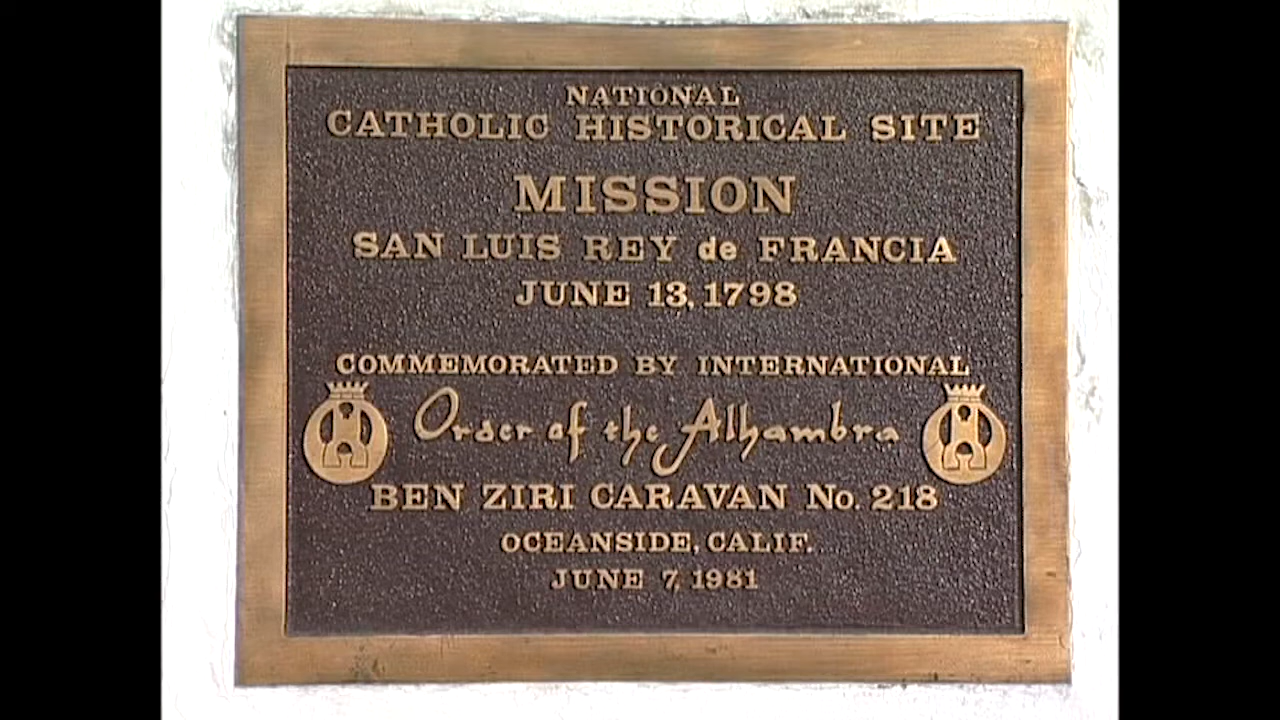 NATIONAL
CATHOLIC HISTORICAL SITE
MISSION
SAN LUIS REY de FRANCIA
JUNE 13, 1798
COMMEMORATED BY INTERNATIONAL
Order of the Alhambra
BEN ZIRI CARAVAN No. 218
OCEANSIDE, CALIF.
JUNE 7, 1981